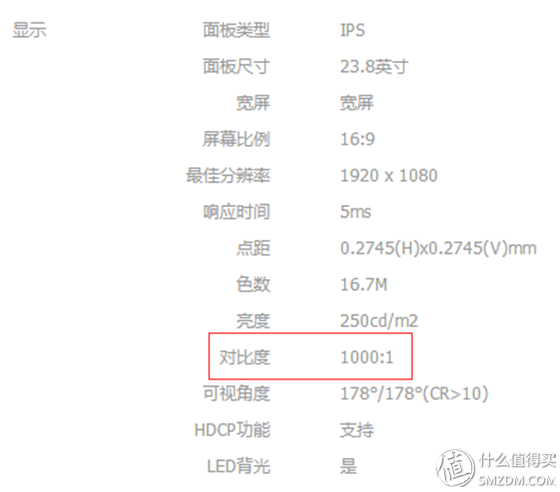 显示 面板类型 IPS
面板尺寸 23.8英寸
宽屏 宽屏
屏幕比例 16:9
最佳分辨率 1920 x 1080
响应时间 5ms
点距 0.2745(H)x0.2745(V)mm
色数 16.7M
亮度 250cd/m2
对比度 1000:1
可视角度 178°/178°(CR>10)
HDCP功能 支持
LED背光 是
值 什么值得买
SMZDM.COM